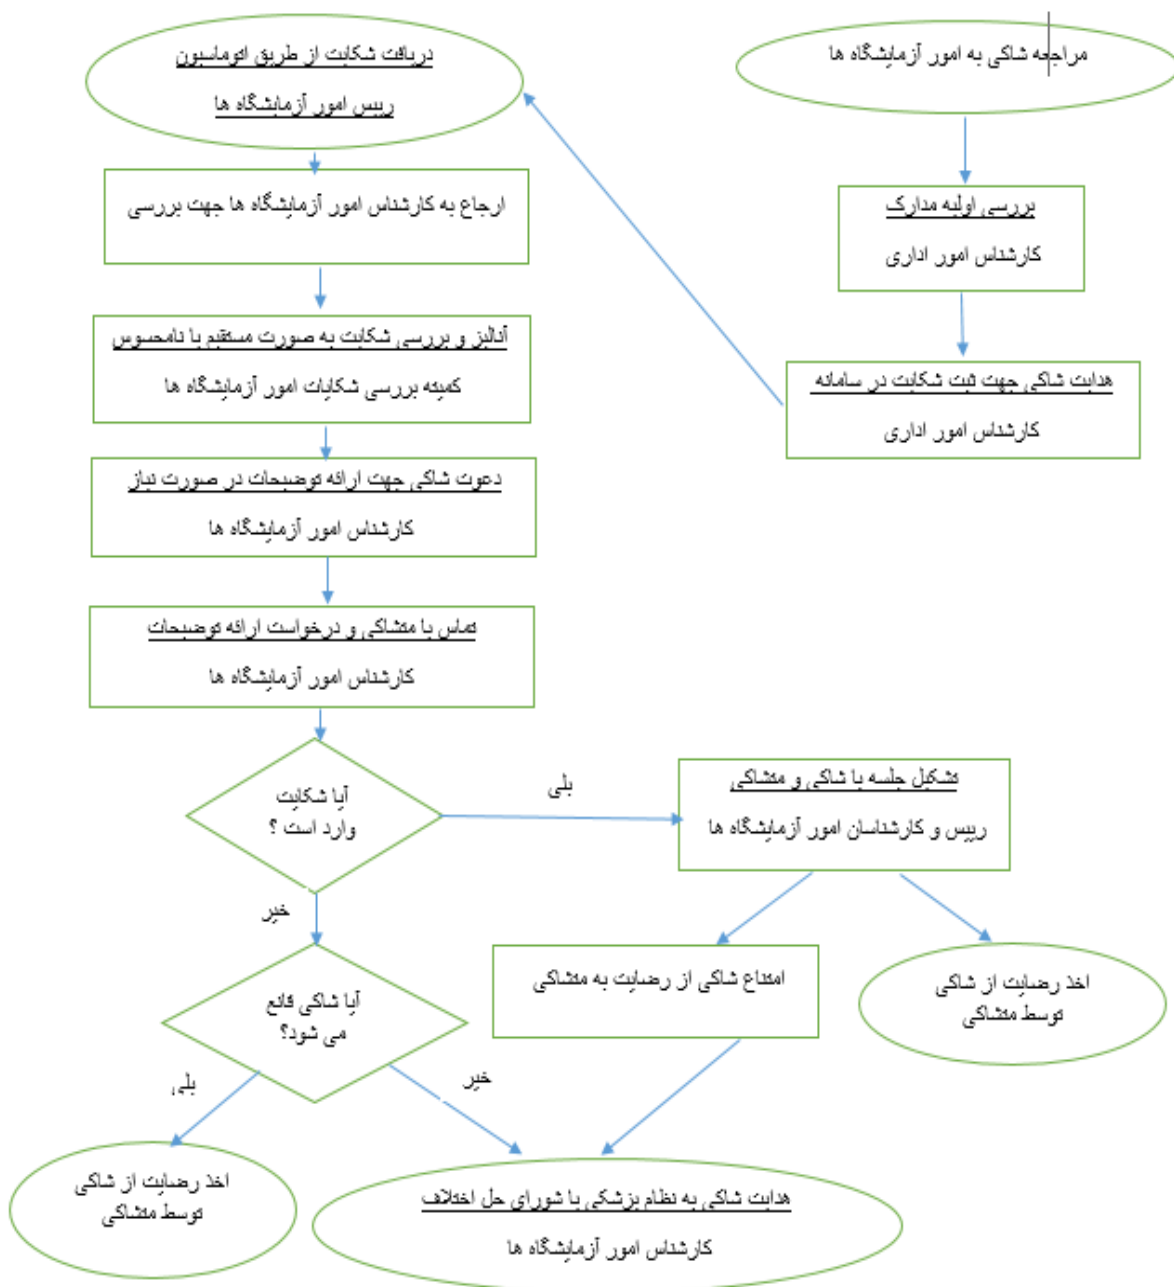 مراجعه شاکی به امور آزمایشگاه ها
بررسی اولیه مدارک
کارشناس امور اداری
هدایت شاکی جهت ثبت شکایت در سامانه
کارشناس امور اداری
دریافت شکایت از طریق اتوماسیون
رییس امور آزمایشگاه ها
ارجاع به کارشناس امور آزمایشگاه ها جهت بررسی
آنالیز و بررسی شکایت به صورت مستقیم یا نامحسوس
کمیته بررسی شکایات امور آزمایشگاه ها
دعوت شاکی جهت ارائه توضیحات در صورت نیاز
کارشناس امور آزمایشگاه ها
تماس با متشاکی و درخواست ارائه توضیحات
کارشناس امور آزمایشگاه ها
آیا شکایت
وارد است ؟
بلی
تشکیل جلسه با شاکی و متشاکی
رییس و کارشناسان امور آزمایشگاه ها
خیر
اخذ رضایت از شاکی
توسط متشاکی
امتناع شاکی از رضایت به متشاکی
آیا شاکی قانع
می شود؟
خیر
بلی
هدایت شاکی به نظام پزشکی یا شورای حل اختلاف
کارشناس امور آزمایشگاه ها
اخذ رضایت از شاکی
توسط متشاکی